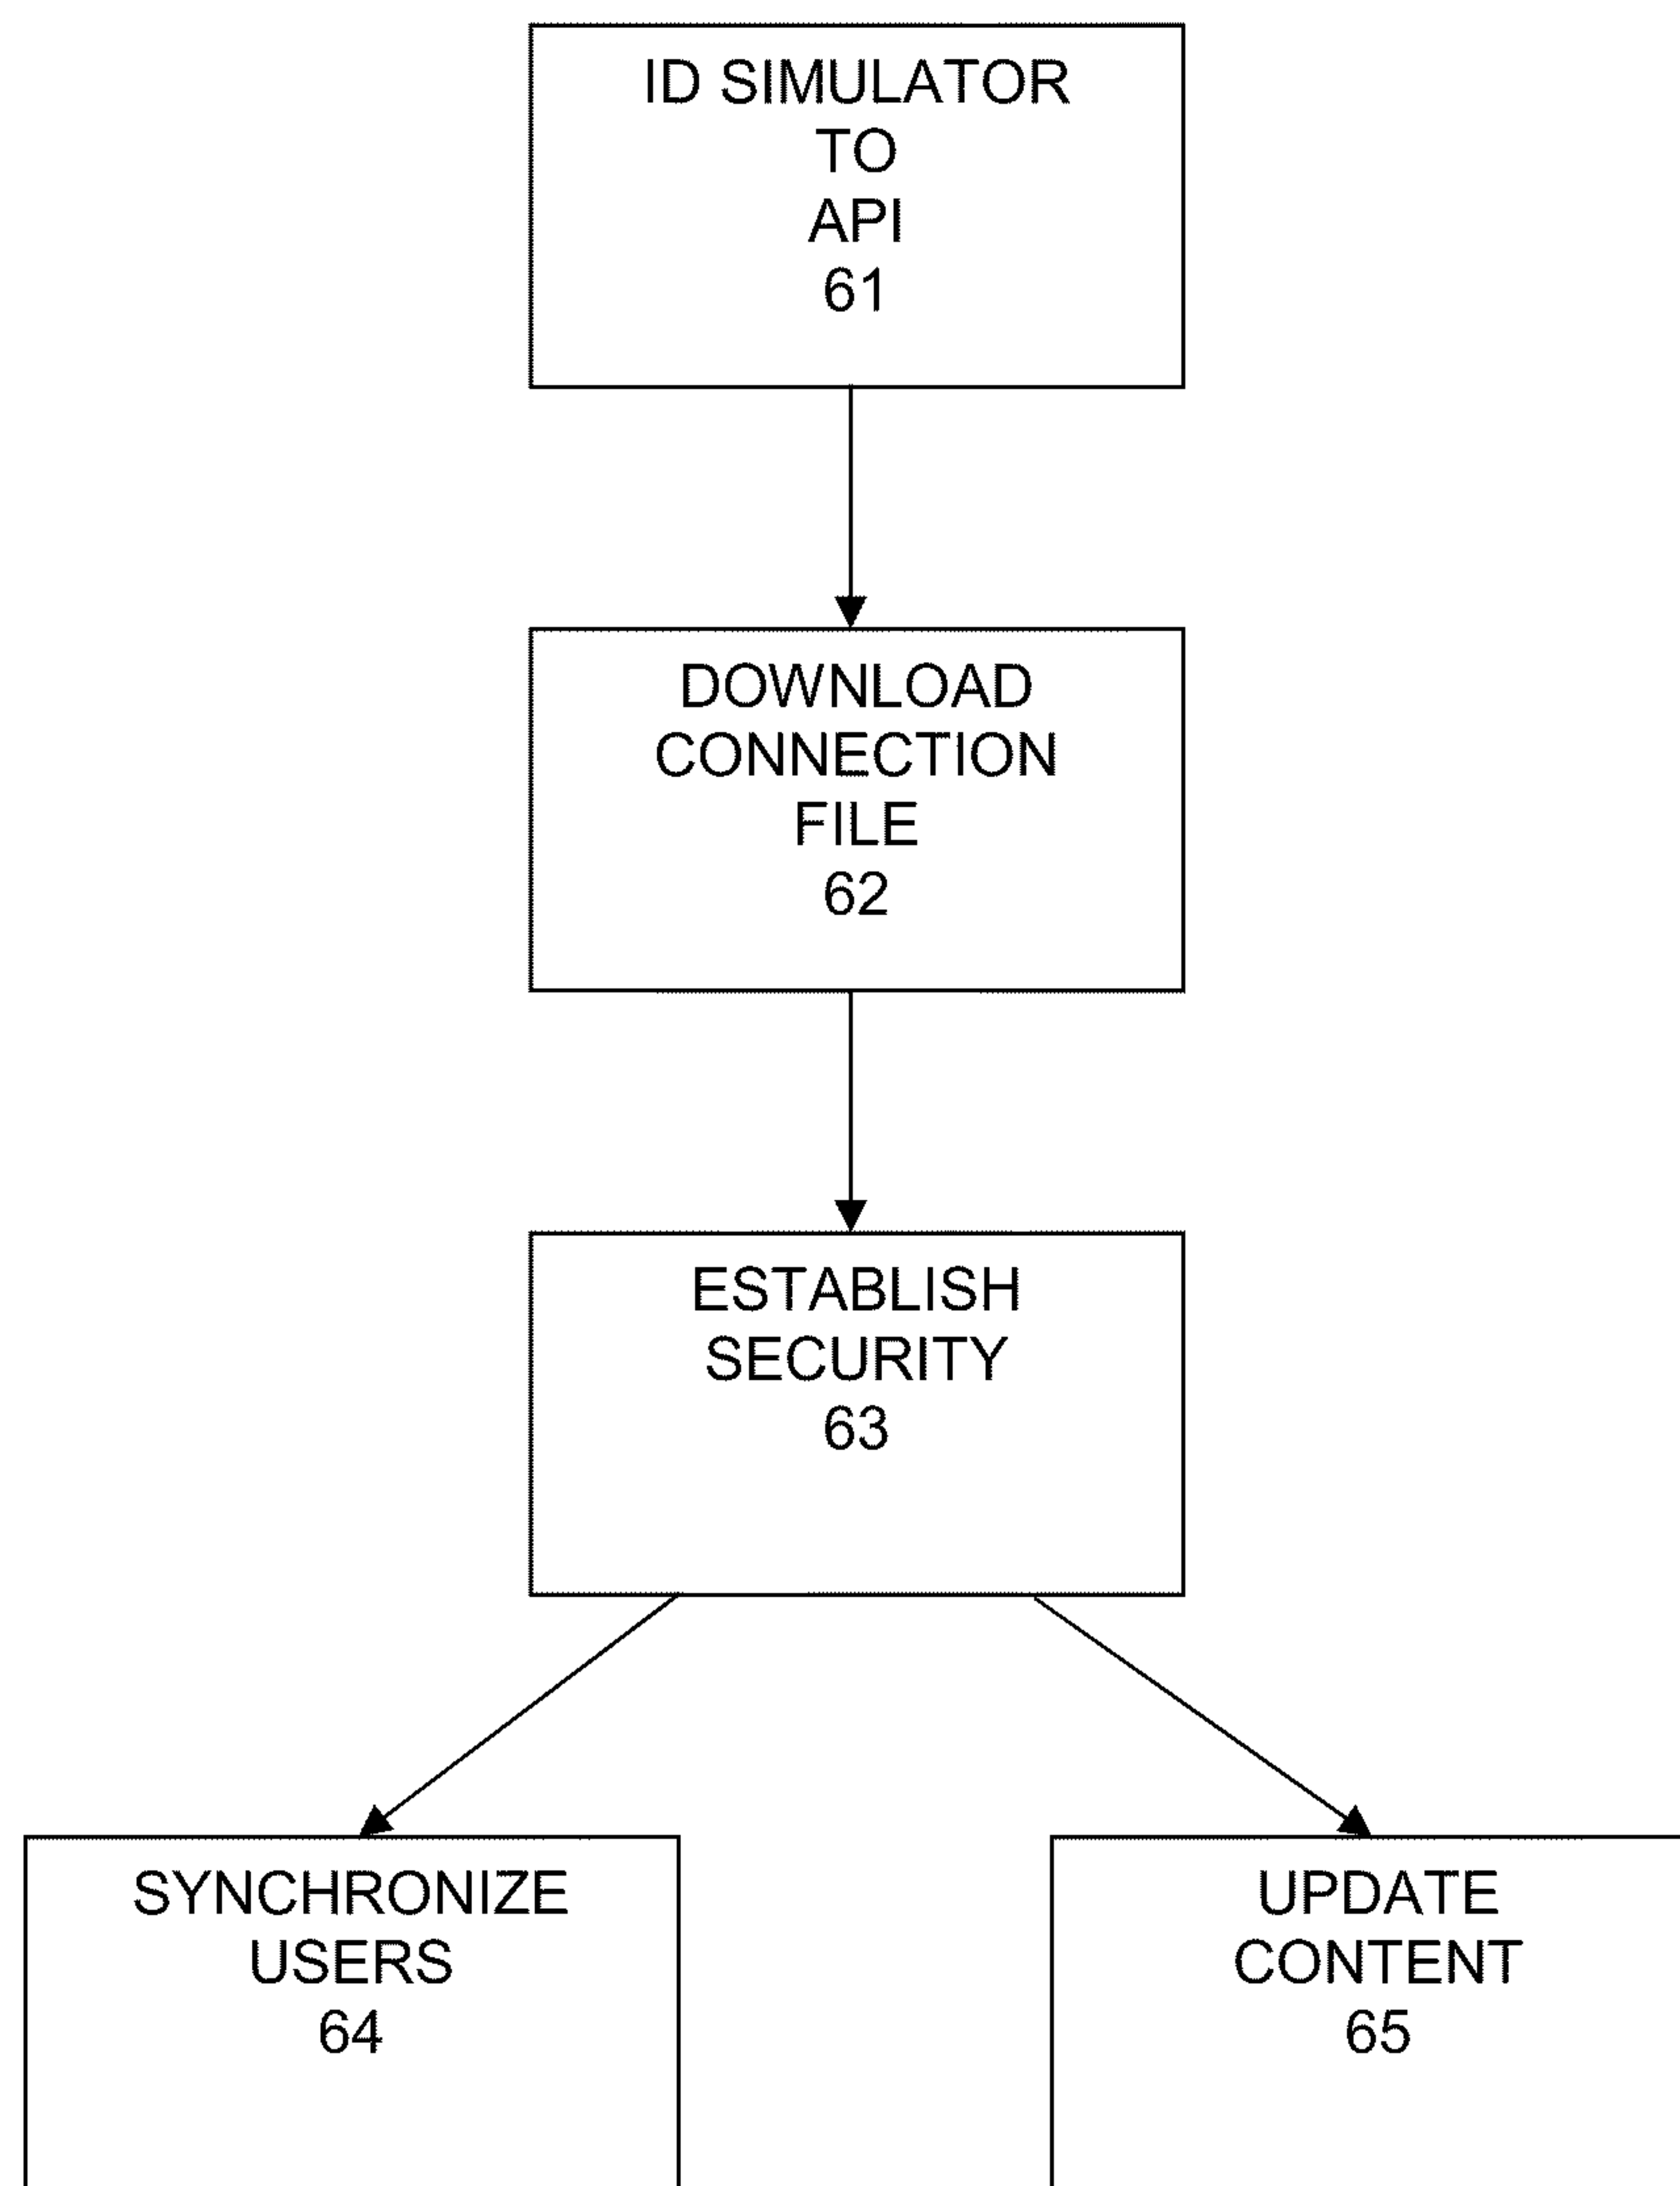 ID SIMULATOR
TO
API
61
DOWNLOAD
CONNECTION
FILE
62
ESTABLISH
SECURITY
63
SYNCHRONIZE
USERS
64
UPDATE
CONTENT
65